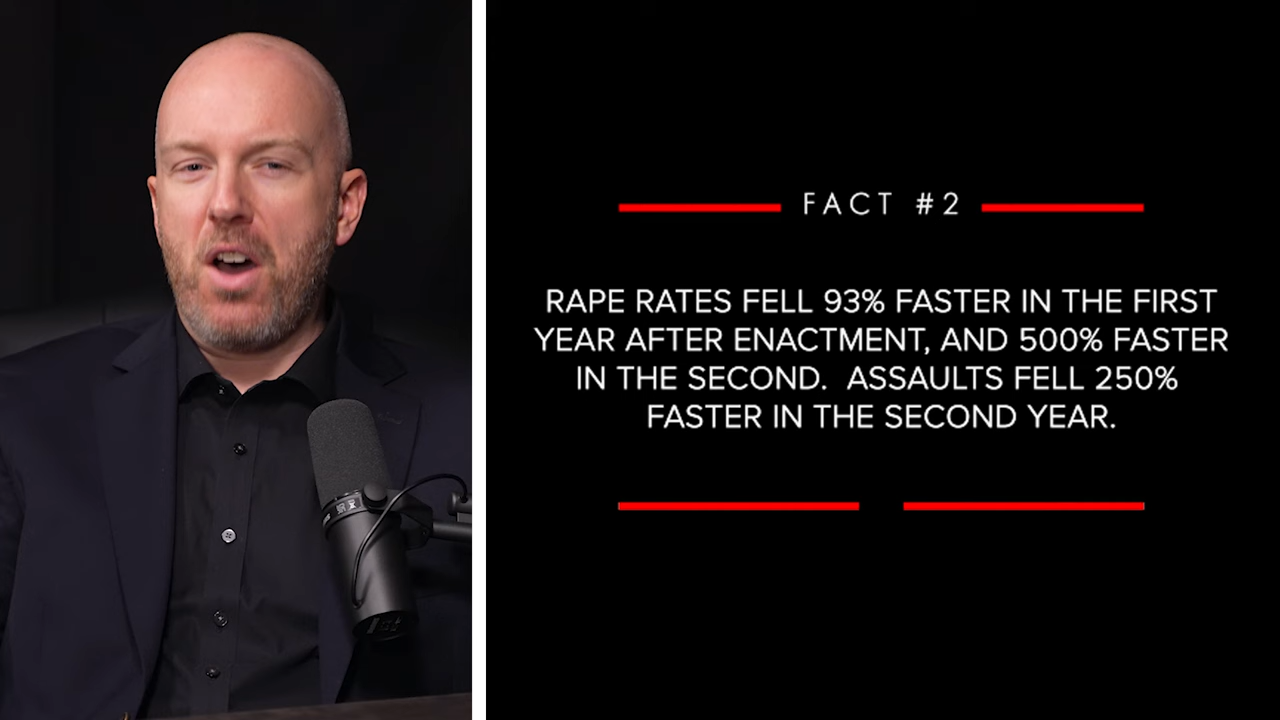 FACT #2
RAPE RATES FELL 93% FASTER IN THE FIRST
YEAR AFTER ENACTMENT, AND 500% FASTER
IN THE SECOND.  ASSAULTS FELL 250%
FASTER IN THE SECOND YEAR.